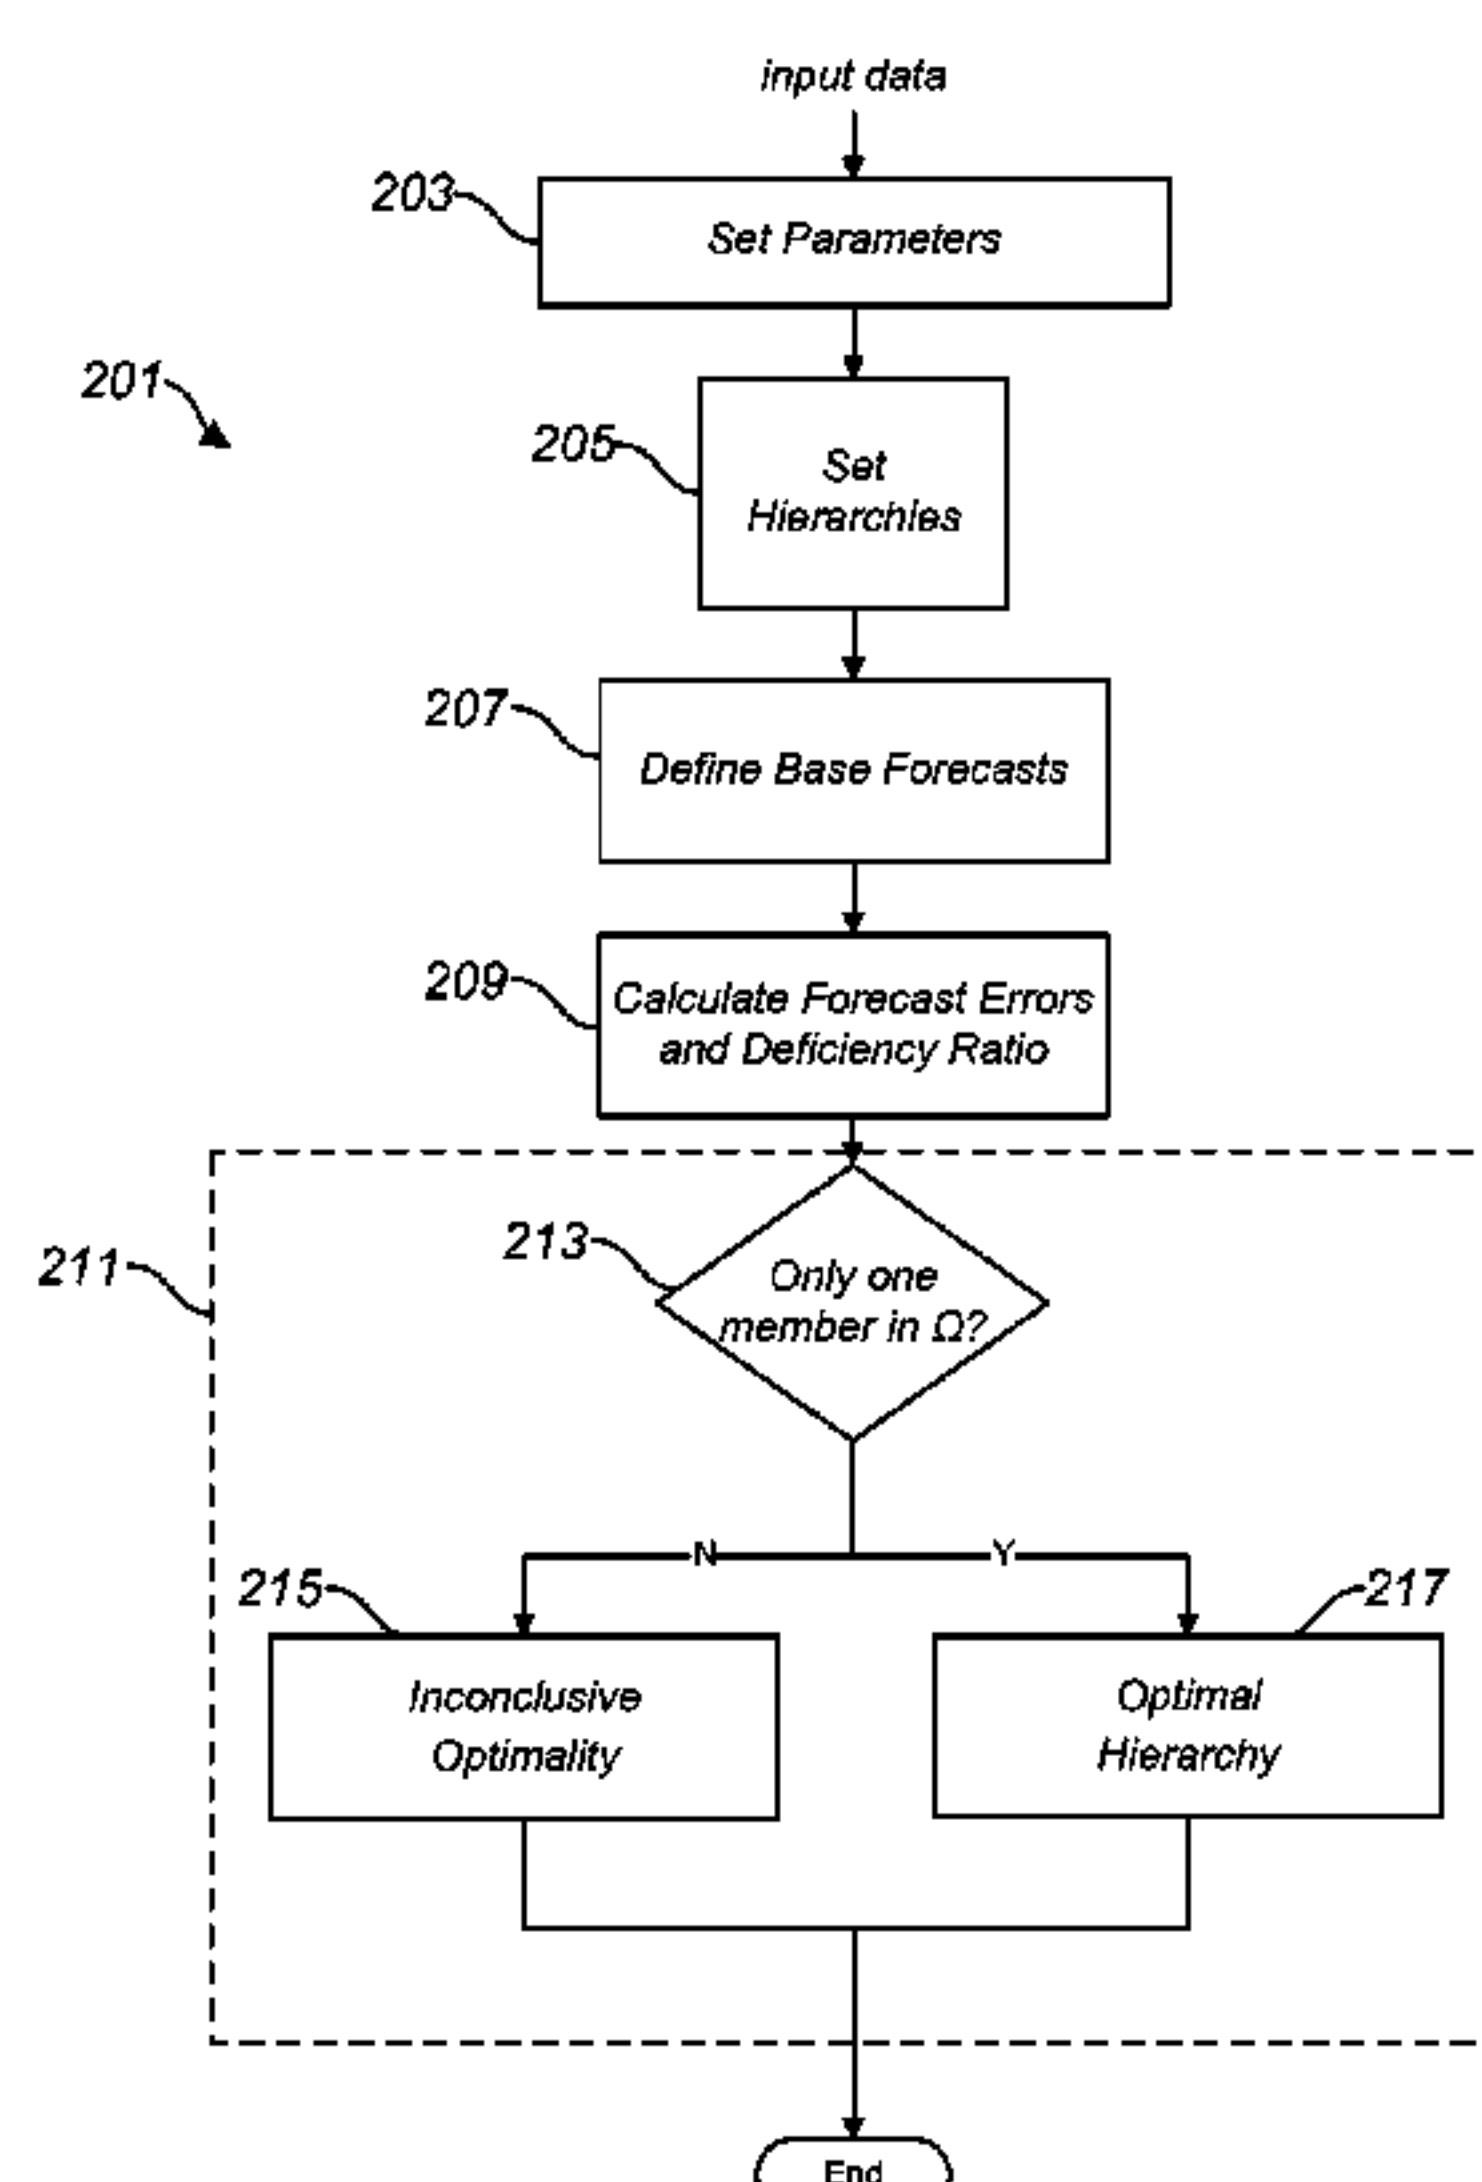 input data
203
Set Parameters
201
205
Set
Hierarchies
207
Define Base Forecasts
209
Calculate Forecast Errors
and Deficiency Ratio
211
213
Only one
member in Ω?
N
Y
215
217
Inconclusive
Optimality
Optimal
Hierarchy
End